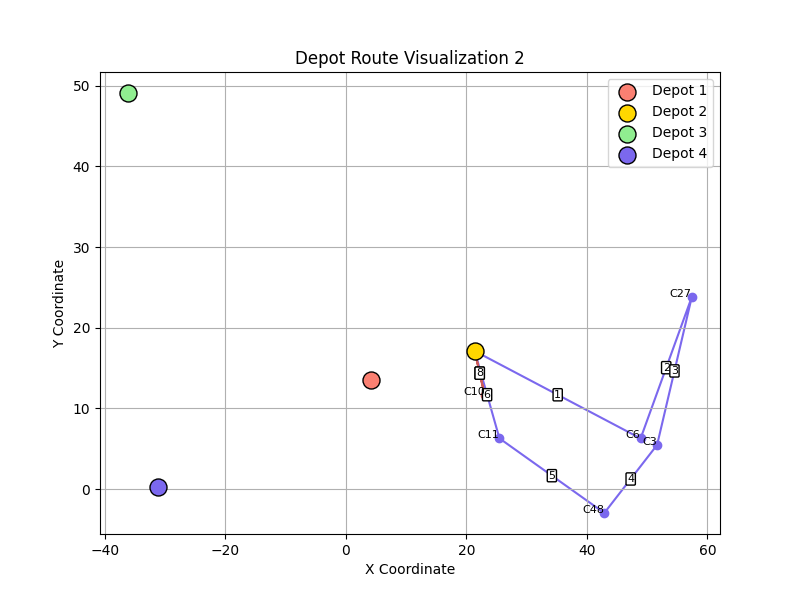 Depot Route Visualization 2
Depot 1
Depot 2
Depot 3
Depot 4
Y Coordinate
50
40
30
20
10
0
C27
C10
C11
C6
C3
C48
8
6
1
2
3
5
4
−40
−20
0
20
40
60
X Coordinate